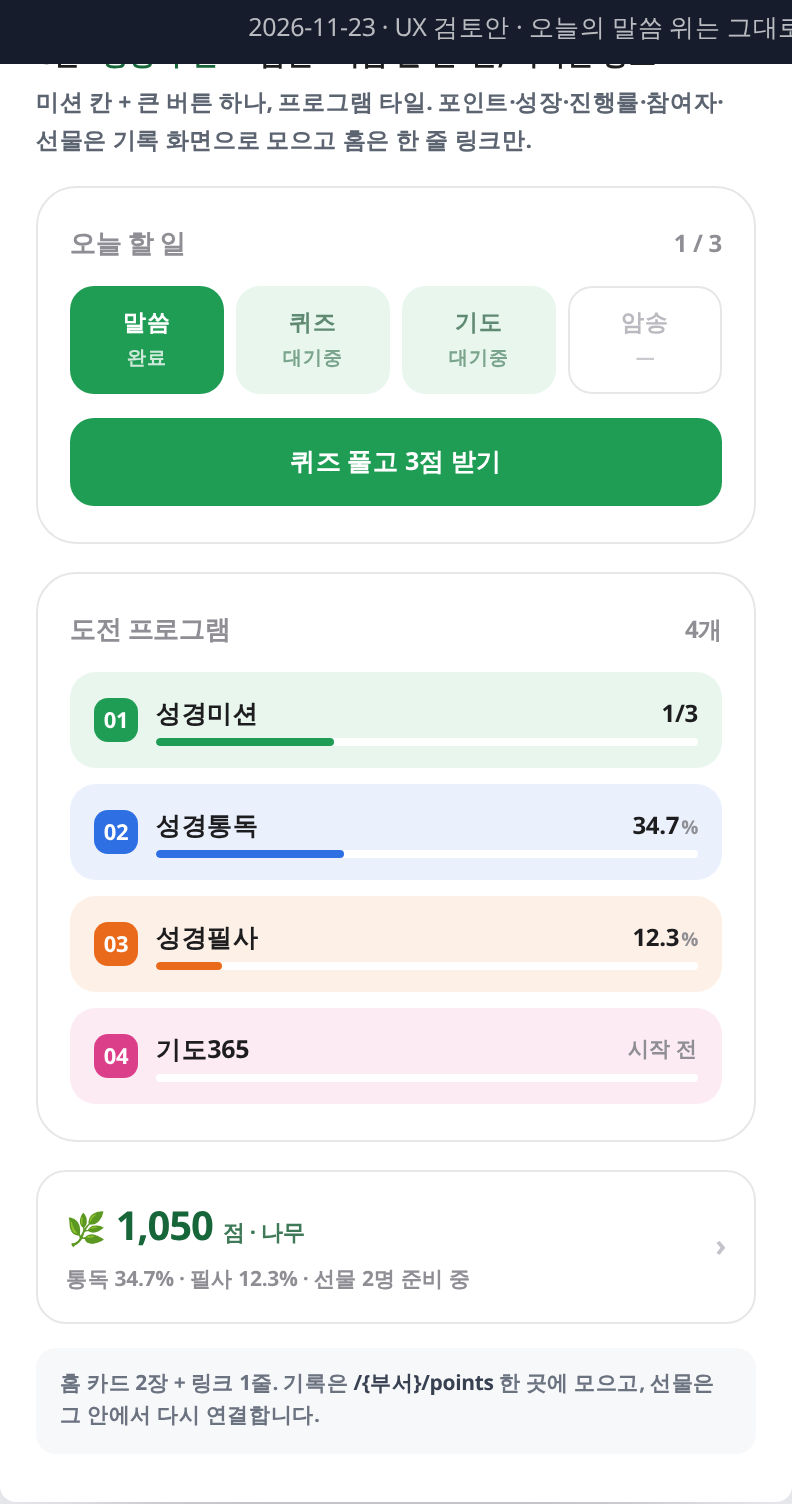 2026-11-23 · UX 검토안 · 오늘의 말씀 위는 그대로
미션 칸 + 큰 버튼 하나, 프로그램 타일. 포인트·성장·진행률·참여자·
선물은 기록 화면으로 모으고 홈은 한 줄 링크만.
오늘 할 일
1 / 3
말씀
완료
퀴즈
대기중
기도
대기중
암송
—
퀴즈 풀고 3점 받기
도전 프로그램
4개
01
성경미션
1/3
02
성경통독
34.7%
03
성경필사
12.3%
04
기도365
시작 전
🌿 1,050 점 · 나무
›
통독 34.7% · 필사 12.3% · 선물 2명 준비 중
홈 카드 2장 + 링크 1줄. 기록은 /{부서}/points 한 곳에 모으고, 선물은
그 안에서 다시 연결합니다.